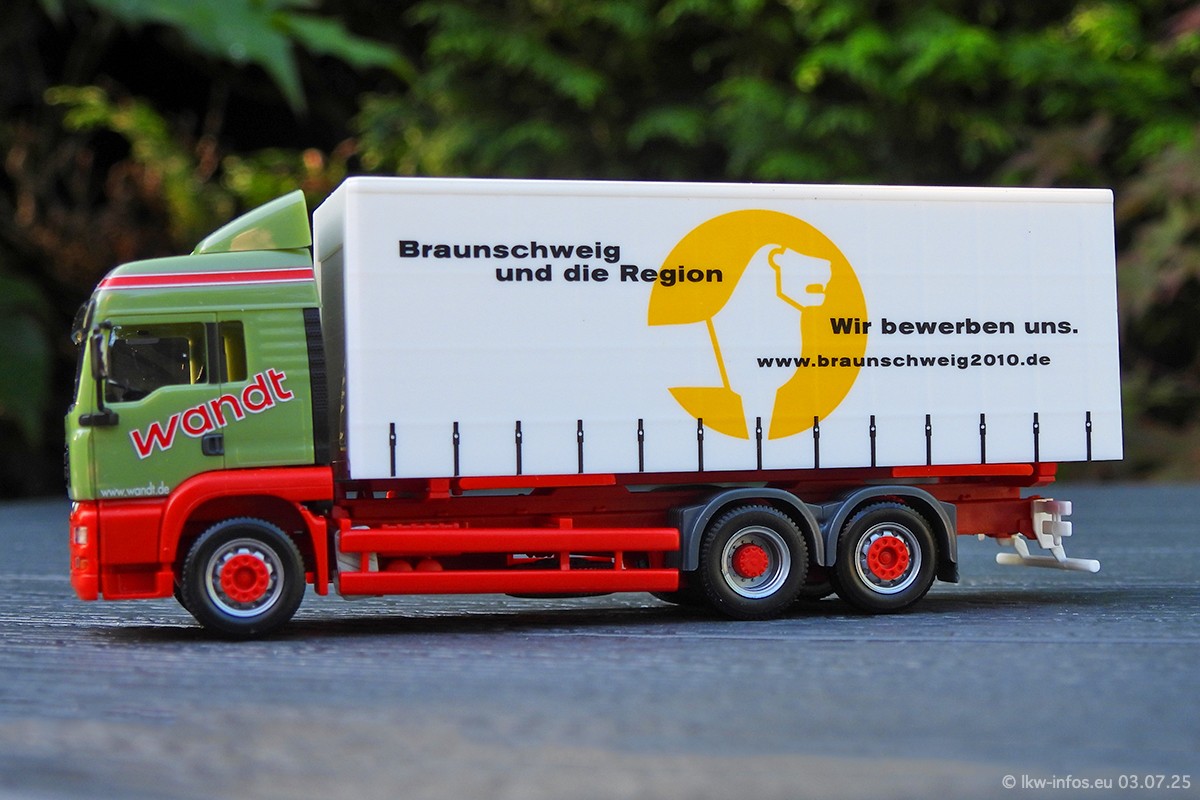 Braunschweig
und die Region
Wir bewerben uns.
www.braunschweig2010.de
wandt
www.wandt.de
© lkw-infos.eu 03.07.25